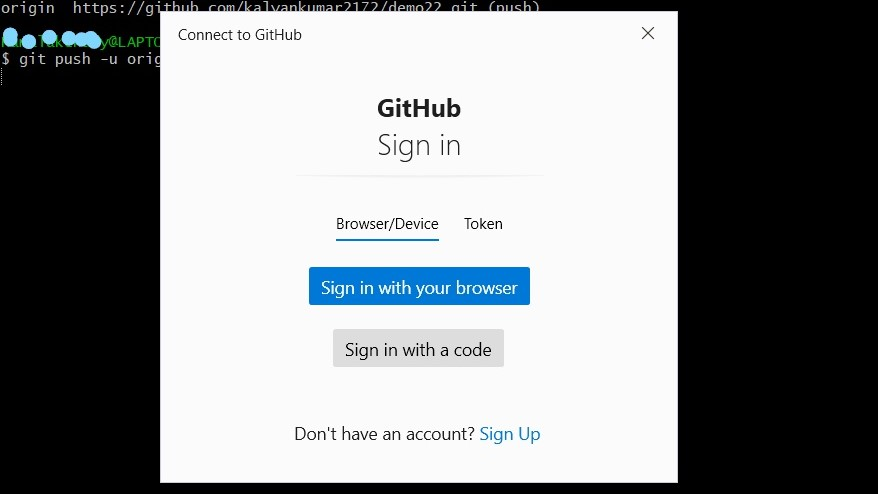 origin https://github.com/kalyankumar2172/demo22.git (push)
@LAPTO
$ git push -u orig
Connect to GitHub
GitHub
Sign in
Browser/Device Token
Sign in with your browser
Sign in with a code
Don't have an account? Sign Up